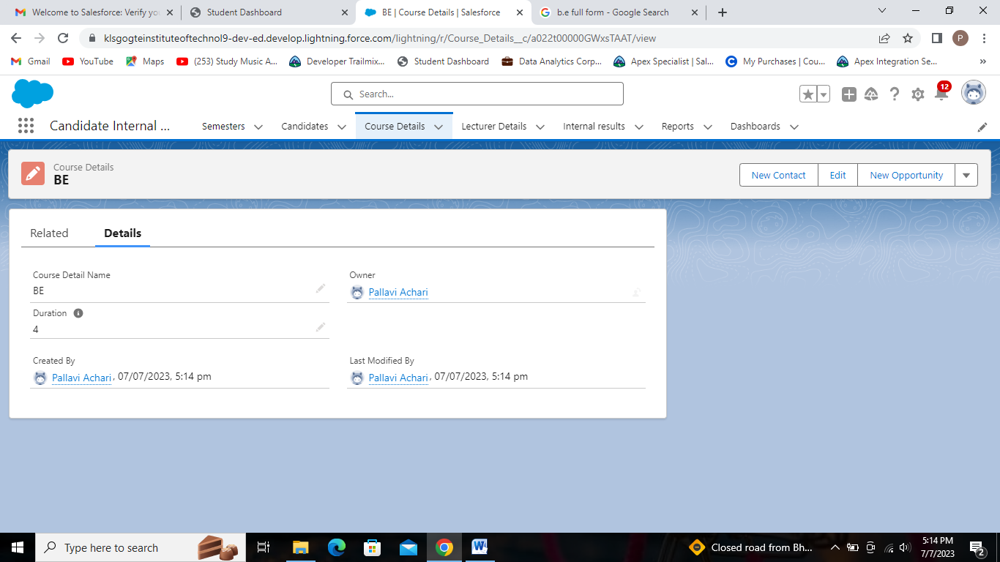 Welcome to Salesforce: Verify yo
Student Dashboard
BE | Course Details | Salesforce
b.e full form - Google Search
klsgogteinstituteoftechnol9-dev-ed.develop.lightning.force.com/lightning/r/Course_Details__c/a022t00000GWxsTAAT/view
P
Gmail
YouTube
Maps
(253) Study Music A...
Developer Trailmix...
Student Dashboard
Data Analytics Corp...
Apex Specialist | Sal...
My Purchases | Cou...
Apex Integration Se...
»
Search...
12
Candidate Internal ...
Semesters
Candidates
Course Details
Lecturer Details
Internal results
Reports
Dashboards
Course Details
BE
New Contact
Edit
New Opportunity
Related
Details
Course Detail Name
BE
Owner
Pallavi Achari
Duration
4
Created By
Pallavi Achari, 07/07/2023, 5:14 pm
Last Modified By
Pallavi Achari, 07/07/2023, 5:14 pm
Type here to search
Closed road from Bh...
5:14 PM
7/7/2023
2